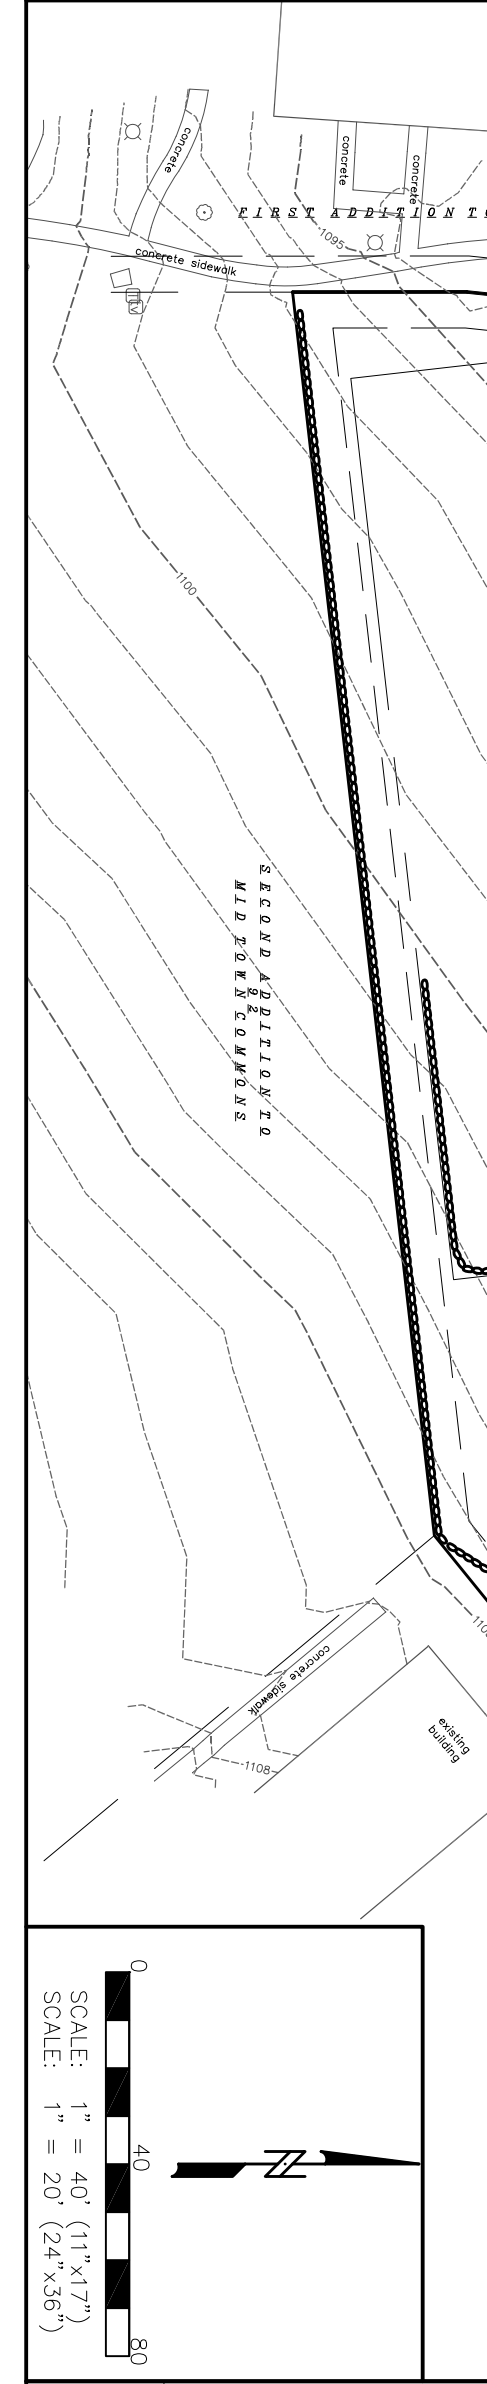 concrete
concrete
concrete
FIRST ADDITION TO
1095
concrete sidewalk
1100
SECOND ADDITION TO
92
MID TOWN COMMONS
concrete sidewalk
existing
building
1108
0
40
80
N
SCALE: 1" = 40' (11"x17")
SCALE: 1" = 20' (24"x36")